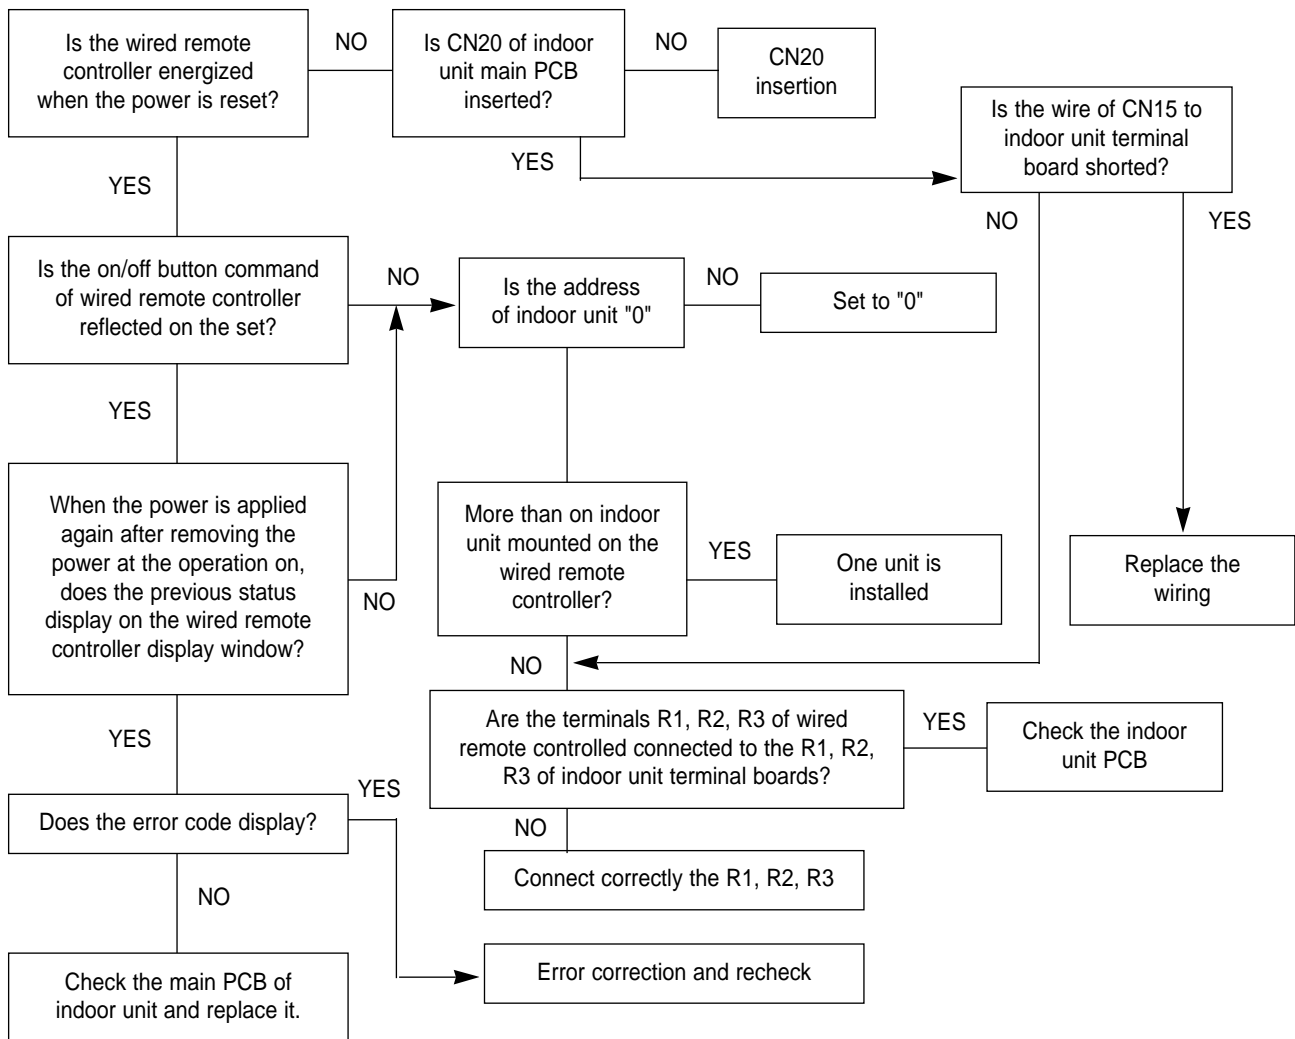 Is the wired remote
controller energized
when the power is reset?
NO
Is CN20 of indoor
unit main PCB
inserted?
NO
CN20
insertion
Is the wire of CN15 to
indoor unit terminal
board shorted?
YES
YES
NO
YES
Is the on/off button command
of wired remote controller
reflected on the set?
NO
Is the address
of indoor unit "0"
NO
Set to "0"
YES
When the power is applied
again after removing the
power at the operation on,
does the previous status
display on the wired remote
controller display window?
NO
More than on indoor
unit mounted on the
wired remote
controller?
YES
One unit is
installed
Replace the
wiring
NO
YES
Are the terminals R1, R2, R3 of wired
remote controlled connected to the R1, R2,
R3 of indoor unit terminal boards?
YES
Check the indoor
unit PCB
Does the error code display?
YES
NO
Connect correctly the R1, R2, R3
NO
Error correction and recheck
Check the main PCB of
indoor unit and replace it.